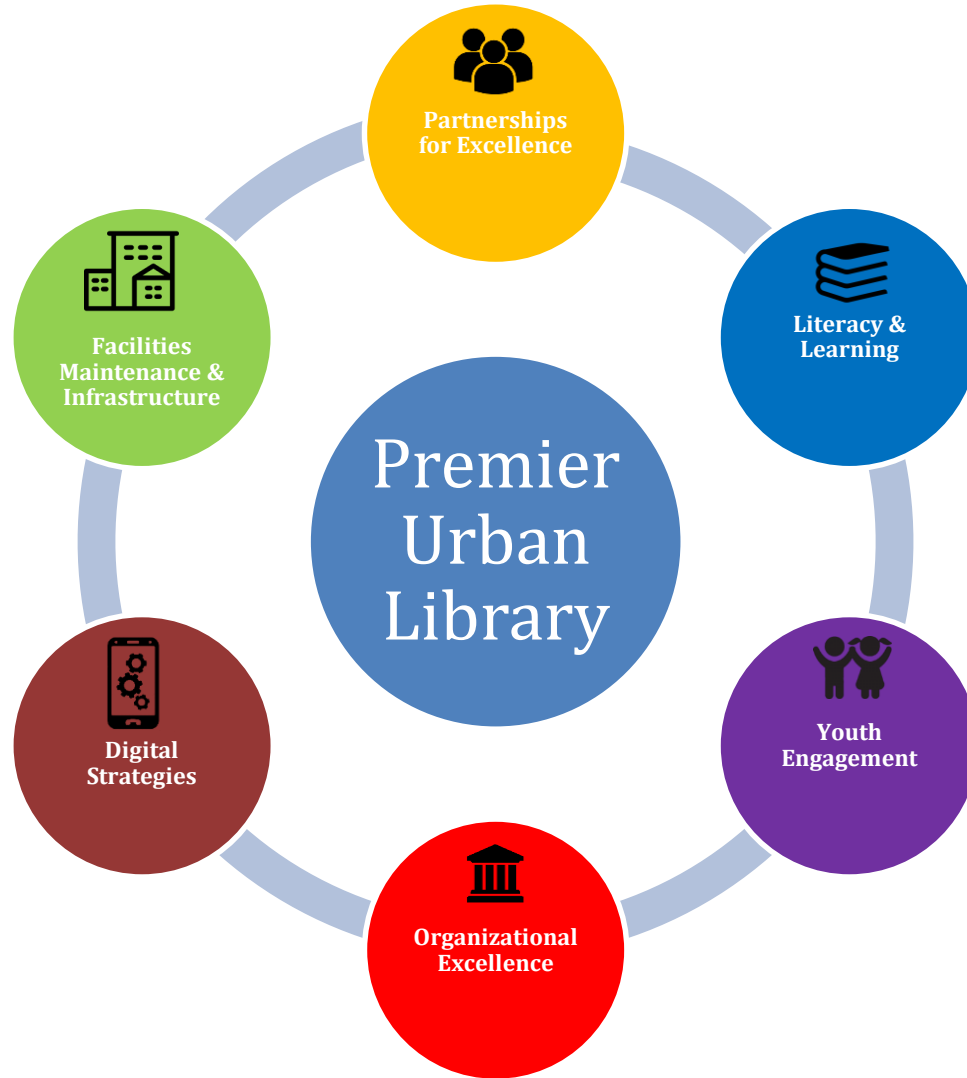 Partnerships
for Excellence
Literacy &
Learning
Youth
Engagement
Organizational
Excellence
Digital
Strategies
Facilities
Maintenance &
Infrastructure
Premier
Urban
Library